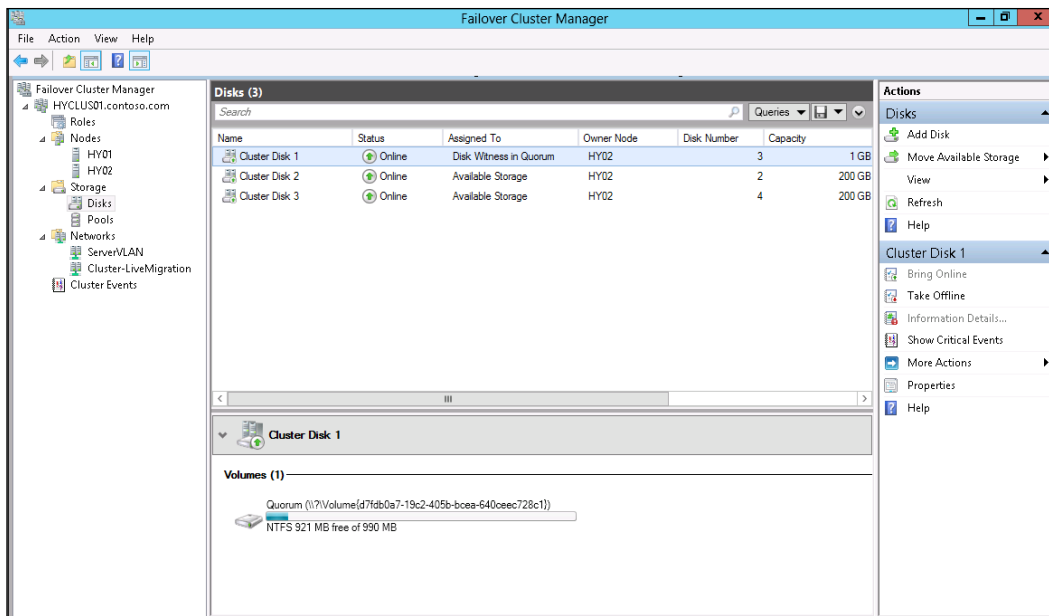 Failover Cluster Manager
File Action View Help
Failover Cluster Manager
HYCLUS01.contoso.com
Roles
Nodes
HY01
HY02
Storage
Disks
Pools
Networks
ServerVLAN
Cluster-LiveMigration
Cluster Events
Disks (3)
Search Queries
Name Status Assigned To Owner Node Disk Number Capacity
Cluster Disk 1 Online Disk Witness in Quorum HY02 3 1 GB
Cluster Disk 2 Online Available Storage HY02 2 200 GB
Cluster Disk 3 Online Available Storage HY02 4 200 GB
Cluster Disk 1
Volumes (1)
Quorum (\\?\Volume{d7fdb0a7-19c2-405b-bcea-640ceec728c1})
NTFS 921 MB free of 990 MB
Actions
Disks
Add Disk
Move Available Storage
View
Refresh
Help
Cluster Disk 1
Bring Online
Take Offline
Information Details...
Show Critical Events
More Actions
Properties
Help